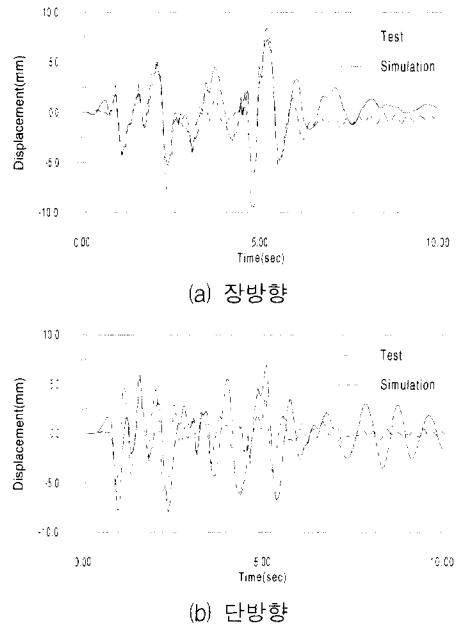 10.0
Test
Simulation
5.0
0.0
-5.0
-10.0
Displacement(mm)
0.00
5.00
10.00
Time(sec)
(a) 장방향
10.0
Test
Simulation
5.0
0.0
-5.0
-10.0
Displacement(mm)
0.00
5.00
10.00
Time(sec)
(b) 단방향